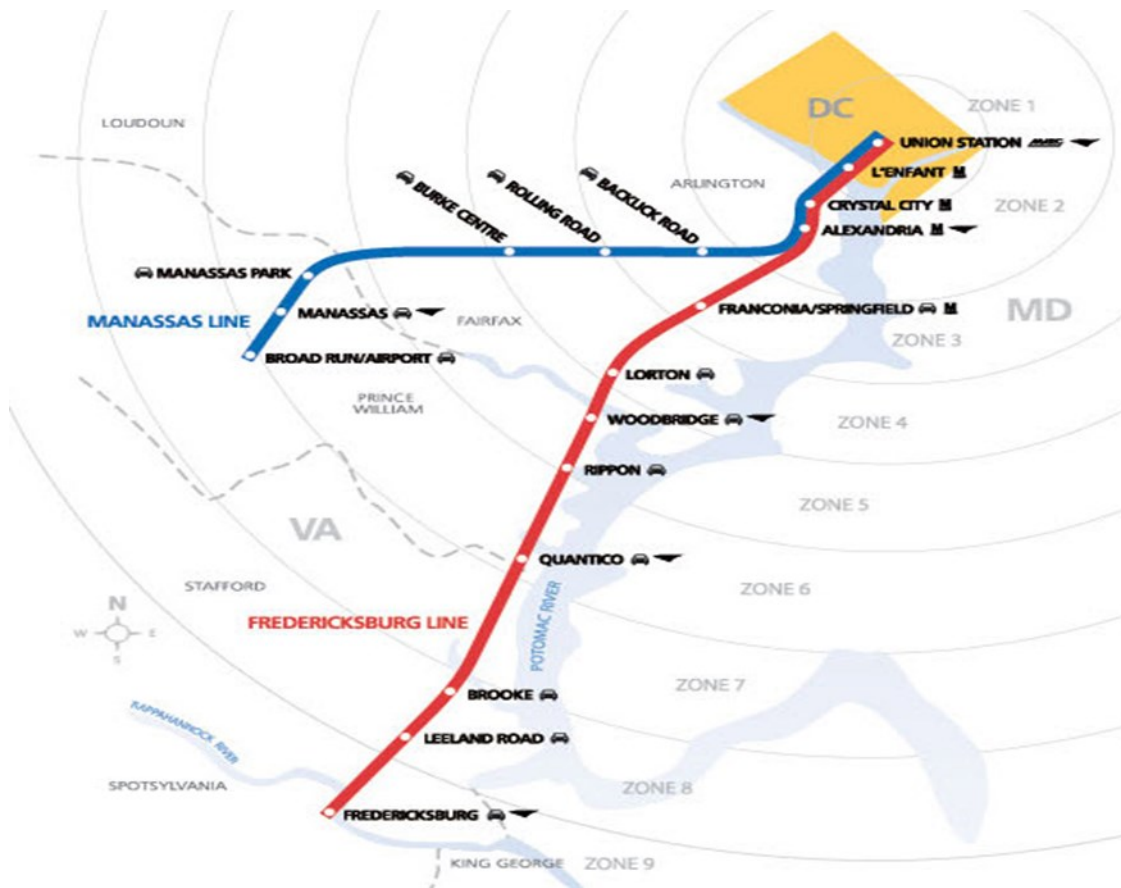 LOUDOUN
DC
ZONE 1
UNION STATION
L'ENFANT
ARLINGTON
BURKE CENTRE
ROLLING ROAD
BACKLICK ROAD
CRYSTAL CITY
ZONE 2
ALEXANDRIA
MANASSAS PARK
MANASSAS LINE
MANASSAS
FAIRFAX
FRANCONIA/SPRINGFIELD
MD
ZONE 3
BROAD RUN/AIRPORT
LORTON
PRINCE
WILLIAM
WOODBRIDGE
ZONE 4
RIPPON
ZONE 5
VA
QUANTICO
STAFFORD
ZONE 6
N
W
E
S
FREDERICKSBURG LINE
POTOMAC RIVER
ZONE 7
BROOKE
RAPPAHANNOCK RIVER
LEELAND ROAD
SPOTSYLVANIA
ZONE 8
FREDERICKSBURG
KING GEORGE
ZONE 9